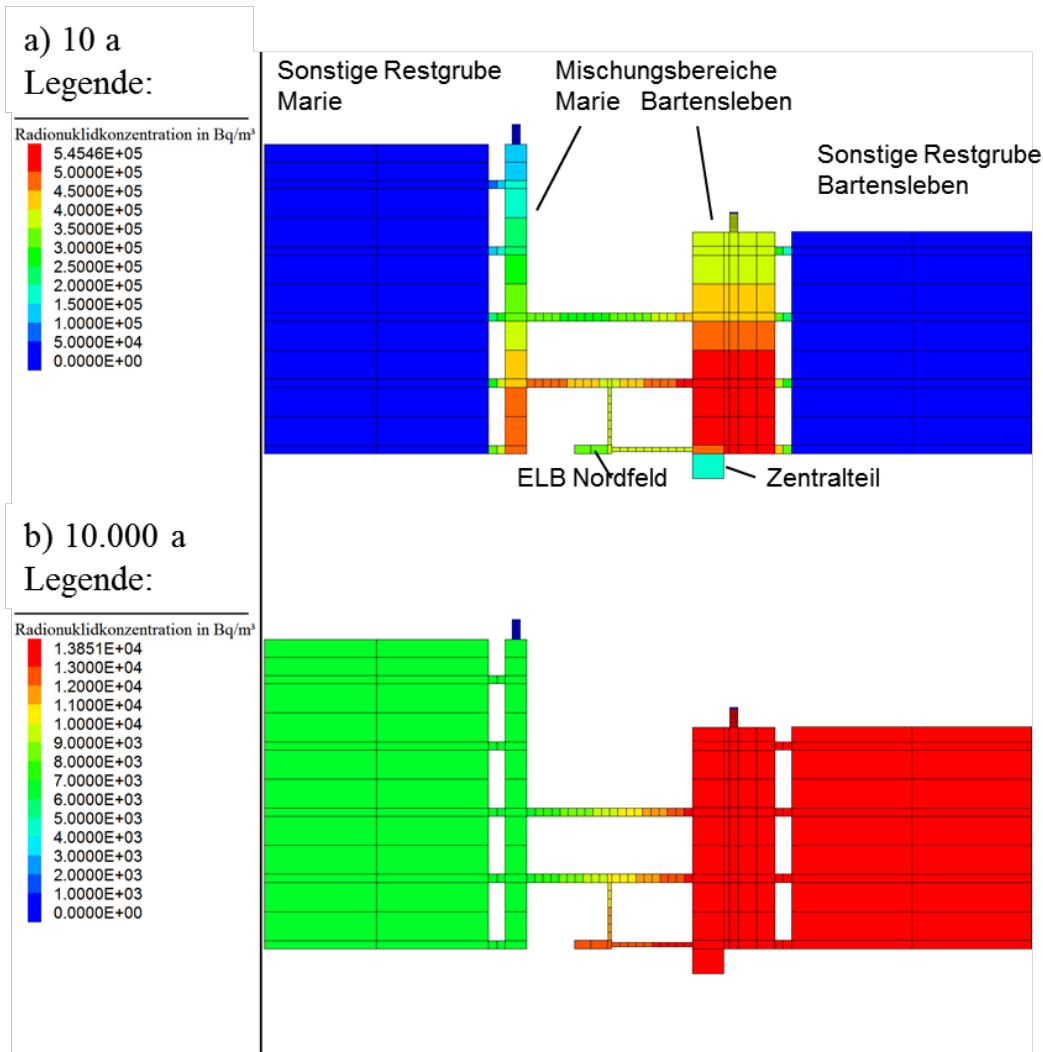 a) 10 a
Legende:
Radionuklidkonzentration in Bq/m³
5.4546E+05
5.0000E+05
4.5000E+05
4.0000E+05
3.5000E+05
3.0000E+05
2.5000E+05
2.0000E+05
1.5000E+05
1.0000E+05
5.0000E+04
0.0000E+00
Sonstige Restgrube
Marie
Mischungsbereiche
Marie Bartensleben
Sonstige Restgrube
Bartensleben
ELB Nordfeld
Zentralteil
b) 10.000 a
Legende:
Radionuklidkonzentration in Bq/m³
1.3851E+04
1.3000E+04
1.2000E+04
1.1000E+04
1.0000E+04
9.0000E+03
7.0000E+03
6.0000E+03
5.0000E+03
4.0000E+03
3.0000E+03
2.0000E+03
1.0000E+03
0.0000E+00